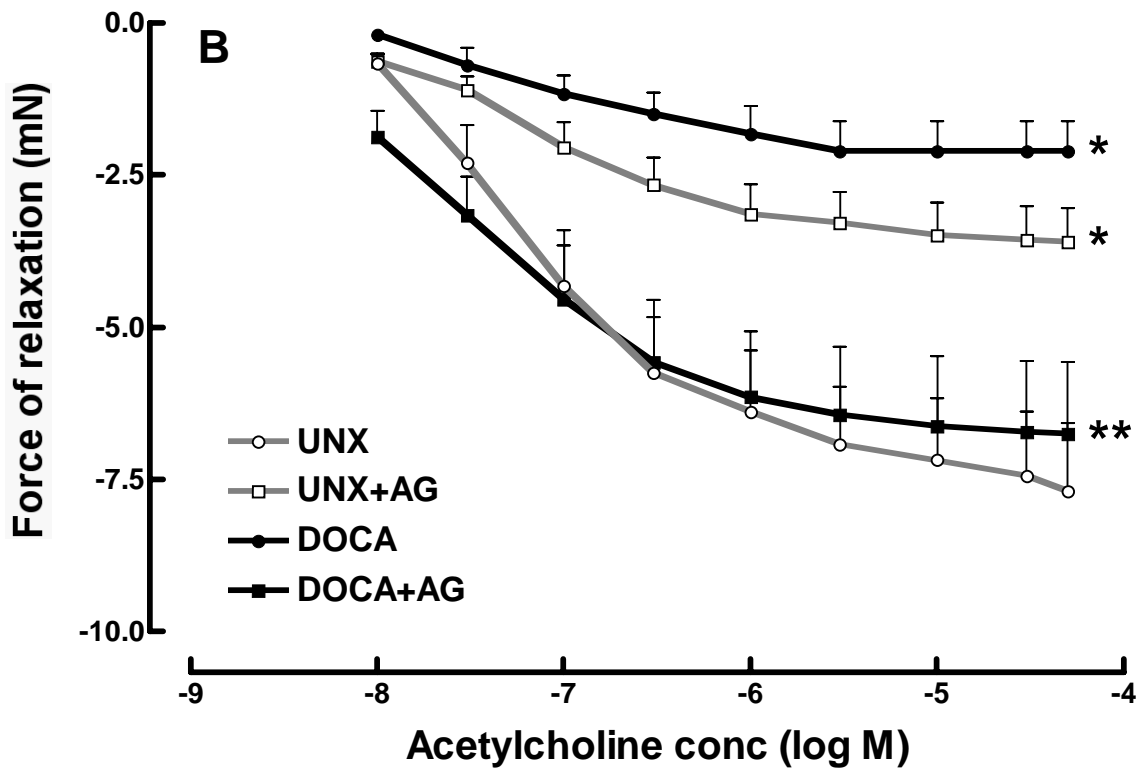 B
0.0
-2.5
-5.0
-7.5
-10.0
Force of relaxation (mN)
*
*
**
UNX
UNX+AG
DOCA
DOCA+AG
-9 -8 -7 -6 -5 -4
Acetylcholine conc (log M)